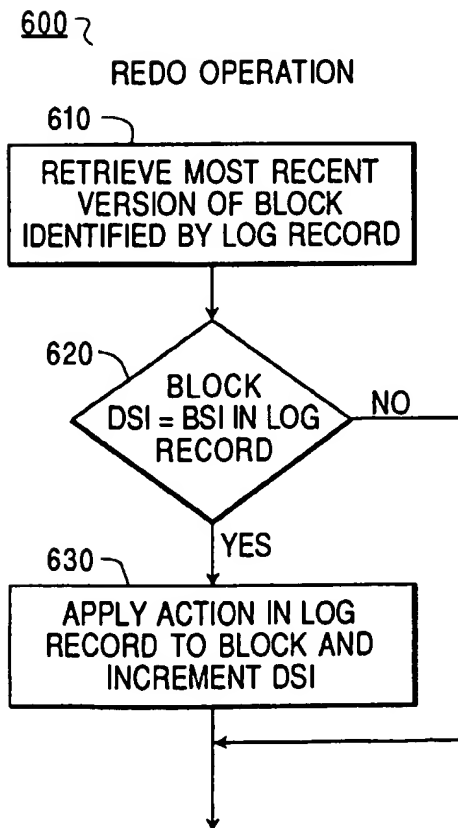 600
REDO OPERATION
610
RETRIEVE MOST RECENT
VERSION OF BLOCK
IDENTIFIED BY LOG RECORD
620
BLOCK
DSI = BSI IN LOG
RECORD
NO
YES
630
APPLY ACTION IN LOG
RECORD TO BLOCK AND
INCREMENT DSI